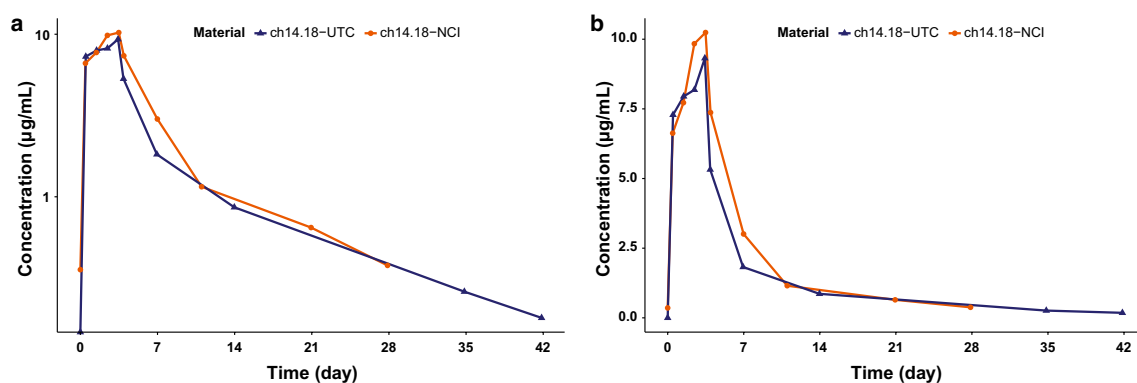 a
Material ch14.18−UTC ch14.18−NCI
Concentration (µg/mL)
10
1
0 7 14 21 28 35 42
Time (day)
b
Material ch14.18−UTC ch14.18−NCI
Concentration (µg/mL)
10.0
7.5
5.0
2.5
0.0
0 7 14 21 28 35 42
Time (day)